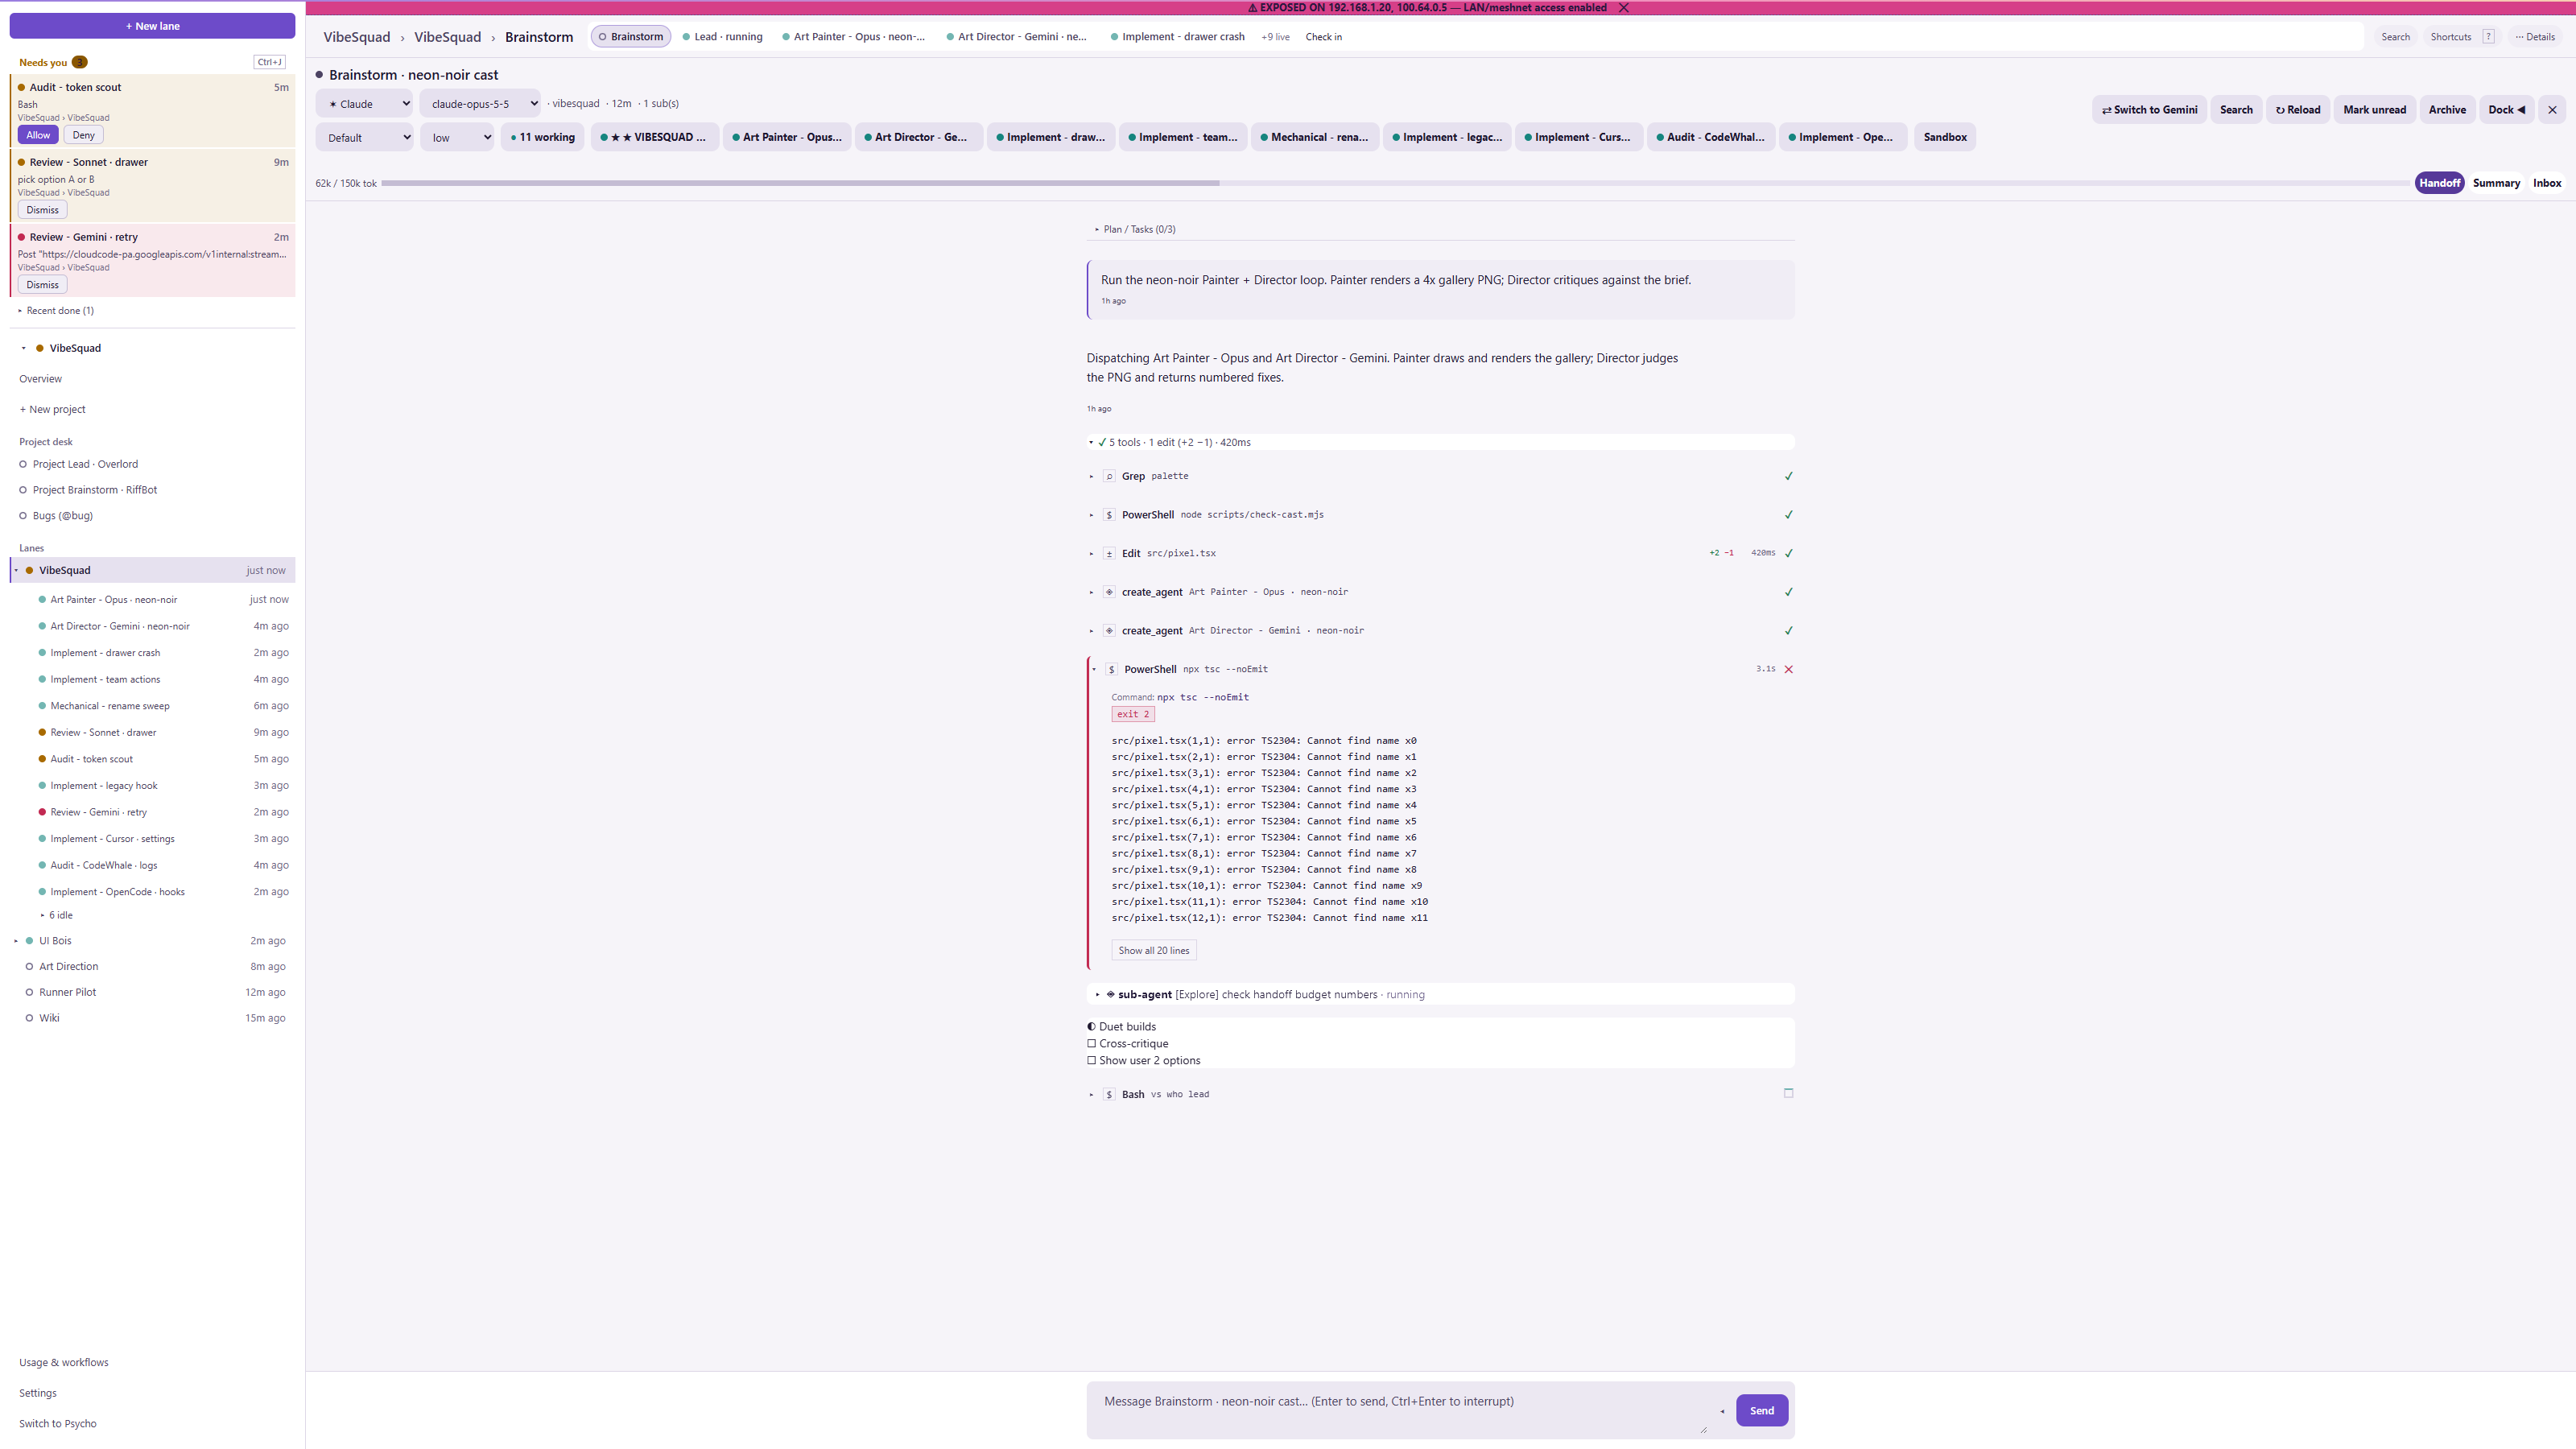 + New lane
Needs you 3 Ctrl+J
Audit - token scout 5m
Bash
VibeSquad › VibeSquad
Allow Deny
Review - Sonnet · drawer 9m
pick option A or B
VibeSquad › VibeSquad
Dismiss
Review - Gemini · retry 2m
Post "https://cloudcode-pa.googleapis.com/v1internal:stream...
VibeSquad › VibeSquad
Dismiss
Recent done (1)
VibeSquad
Overview
+ New project
Project desk
Project Lead · Overlord
Project Brainstorm · RiffBot
Bugs (@bug)
Lanes
VibeSquad just now
Art Painter - Opus · neon-noir just now
Art Director - Gemini · neon-noir 4m ago
Implement - drawer crash 2m ago
Implement - team actions 4m ago
Mechanical - rename sweep 6m ago
Review - Sonnet · drawer 9m ago
Audit - token scout 5m ago
Implement - legacy hook 3m ago
Review - Gemini · retry 2m ago
Implement - Cursor · settings 3m ago
Audit - CodeWhale · logs 4m ago
Implement - OpenCode · hooks 2m ago
6 idle
UI Bois 2m ago
Art Direction 8m ago
Runner Pilot 12m ago
Wiki 15m ago
Usage & workflows
Settings
Switch to Psycho
⚠ EXPOSED ON 192.168.1.20, 100.64.0.5 — LAN/meshnet access enabled
VibeSquad › VibeSquad › Brainstorm
Brainstorm Lead · running Art Painter - Opus · neon-... Art Director - Gemini · ne... Implement - drawer crash +9 live Check in
Search Shortcuts ? ··· Details
Brainstorm · neon-noir cast
✶ Claude claude-opus-5-5 · vibesquad · 12m · 1 sub(s)
⇄ Switch to Gemini Search ↻ Reload Mark unread Archive Dock ◀ ✕
Default low 11 working ★ ★ VIBESQUAD ... Art Painter - Opus... Art Director - Ge... Implement - draw... Implement - team... Mechanical - rena... Implement - legac... Implement - Curs... Audit - CodeWhal... Implement - Ope... Sandbox
62k / 150k tok Handoff Summary Inbox
Plan / Tasks (0/3)
Run the neon-noir Painter + Director loop. Painter renders a 4x gallery PNG; Director critiques against the brief.
1h ago
Dispatching Art Painter - Opus and Art Director - Gemini. Painter draws and renders the gallery; Director judges
the PNG and returns numbered fixes.
1h ago
✓ 5 tools · 1 edit (+2 −1) · 420ms
Grep palette ✓
$ PowerShell node scripts/check-cast.mjs ✓
± Edit src/pixel.tsx +2 −1 420ms ✓
create_agent Art Painter - Opus · neon-noir ✓
create_agent Art Director - Gemini · neon-noir ✓
$ PowerShell npx tsc --noEmit 3.1s ✕
Command: npx tsc --noEmit
exit 2
src/pixel.tsx(1,1): error TS2304: Cannot find name x0
src/pixel.tsx(2,1): error TS2304: Cannot find name x1
src/pixel.tsx(3,1): error TS2304: Cannot find name x2
src/pixel.tsx(4,1): error TS2304: Cannot find name x3
src/pixel.tsx(5,1): error TS2304: Cannot find name x4
src/pixel.tsx(6,1): error TS2304: Cannot find name x5
src/pixel.tsx(7,1): error TS2304: Cannot find name x6
src/pixel.tsx(8,1): error TS2304: Cannot find name x7
src/pixel.tsx(9,1): error TS2304: Cannot find name x8
src/pixel.tsx(10,1): error TS2304: Cannot find name x9
src/pixel.tsx(11,1): error TS2304: Cannot find name x10
src/pixel.tsx(12,1): error TS2304: Cannot find name x11
Show all 20 lines
sub-agent [Explore] check handoff budget numbers · running
◐ Duet builds
☐ Cross-critique
☐ Show user 2 options
$ Bash vs who lead
Message Brainstorm · neon-noir cast... (Enter to send, Ctrl+Enter to interrupt)
Send